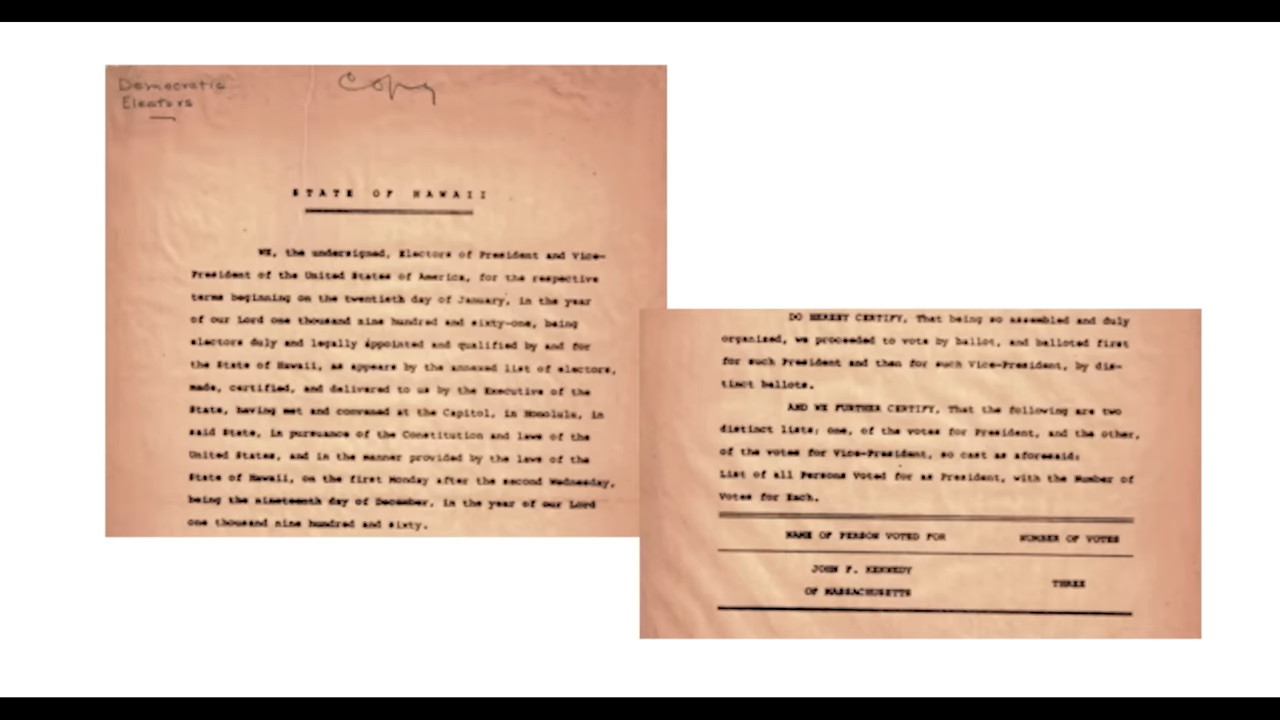 Democratic
Electors
Copy
STATE OF HAWAII
WE, the undersigned, Electors of President and Vice-
President of the United States of America, for the respective
terms beginning on the twentieth day of January, in the year
of our Lord one thousand nine hundred and sixty-one, being
electors duly and legally appointed and qualified by and for
the State of Hawaii, as appears by the annexed list of electors,
made, certified, and delivered to us by the Executive of the
State, having met and convened at the Capitol, in Honolulu, in
said State, in pursuance of the Constitution and laws of the
United States, and in the manner provided by the laws of the
State of Hawaii, on the first Monday after the second Wednesday,
being the nineteenth day of December, in the year of our Lord
one thousand nine hundred and sixty.
DO HEREBY CERTIFY, That being so assembled and duly
organized, we proceeded to vote by ballot, and balloted first
for such President and then for such Vice-President, by dis-
tinct ballots.
AND WE FURTHER CERTIFY, That the following are two
distinct lists; one, of the votes for President, and the other,
of the votes for Vice-President, so cast as aforesaid:
List of all Persons Voted for as President, with the Number of
Votes for Each.
NAME OF PERSON VOTED FOR NUMBER OF VOTES
JOHN F. KENNEDY
OF MASSACHUSETTS THREE